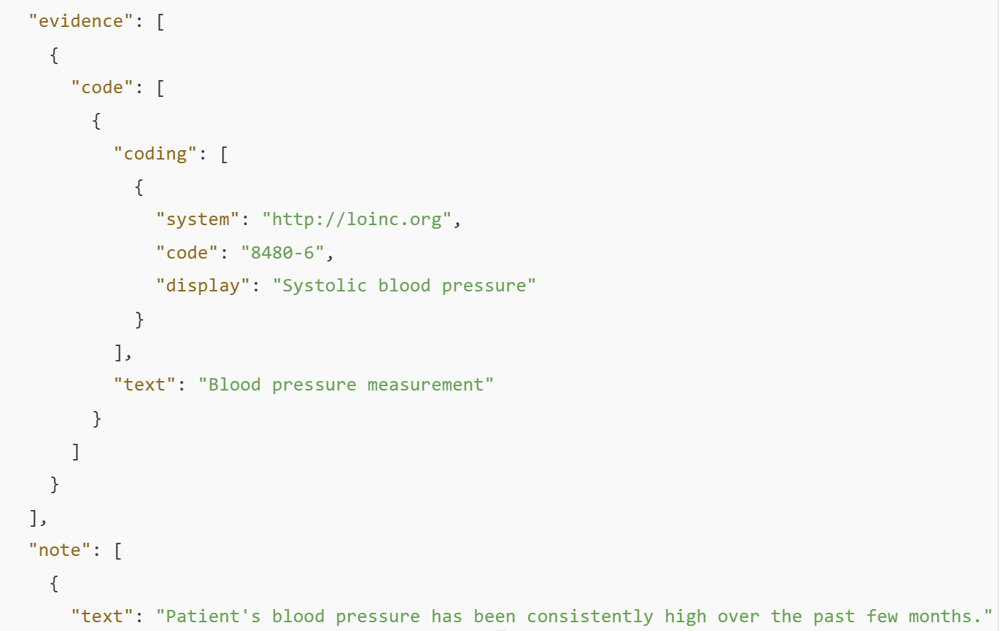 "evidence": [
{
"code": [
{
"coding": [
{
"system": "http://loinc.org",
"code": "8480-6",
"display": "Systolic blood pressure"
}
],
"text": "Blood pressure measurement"
}
]
}
],
"note": [
{
"text": "Patient's blood pressure has been consistently high over the past few months."